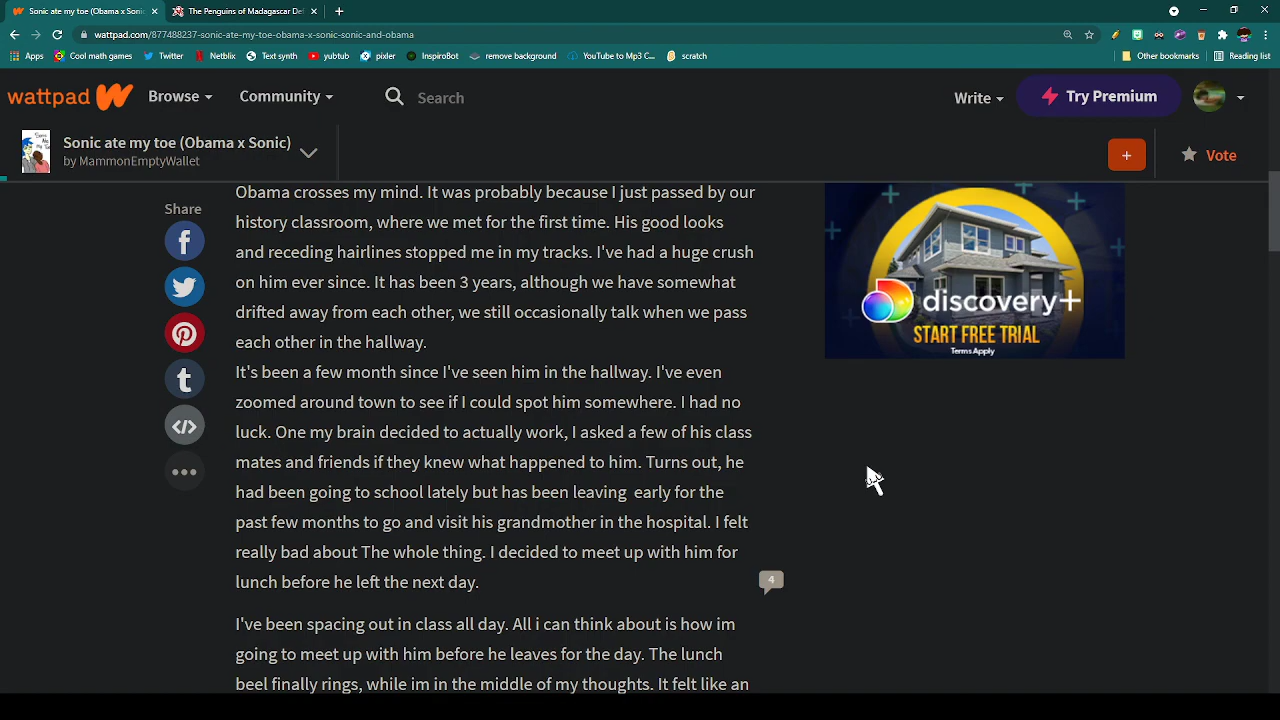 Sonic ate my toe (Obama x Sonic
The Penguins of Madagascar Def
wattpad.com/877488237-sonic-ate-my-toe-obama-x-sonic-sonic-and-obama
Apps Cool math games Twitter Netblix Text synth yubtub pixler InspiroBot remove background YouTube to Mp3 C... scratch Other bookmarks Reading list
wattpad Browse Community Search Write Try Premium
Sonic ate my toe (Obama x Sonic)
by MammonEmptyWallet
+ Vote
Share
Obama crosses my mind. It was probably because I just passed by our
history classroom, where we met for the first time. His good looks
and receding hairlines stopped me in my tracks. I've had a huge crush
on him ever since. It has been 3 years, although we have somewhat
drifted away from each other, we still occasionally talk when we pass
each other in the hallway.
It's been a few month since I've seen him in the hallway. I've even
zoomed around town to see if I could spot him somewhere. I had no
luck. One my brain decided to actually work, I asked a few of his class
mates and friends if they knew what happened to him. Turns out, he
had been going to school lately but has been leaving early for the
past few months to go and visit his grandmother in the hospital. I felt
really bad about The whole thing. I decided to meet up with him for
lunch before he left the next day.
4
I've been spacing out in class all day. All i can think about is how im
going to meet up with him before he leaves for the day. The lunch
beel finally rings, while im in the middle of my thoughts. It felt like an
discovery+
START FREE TRIAL
Terms Apply